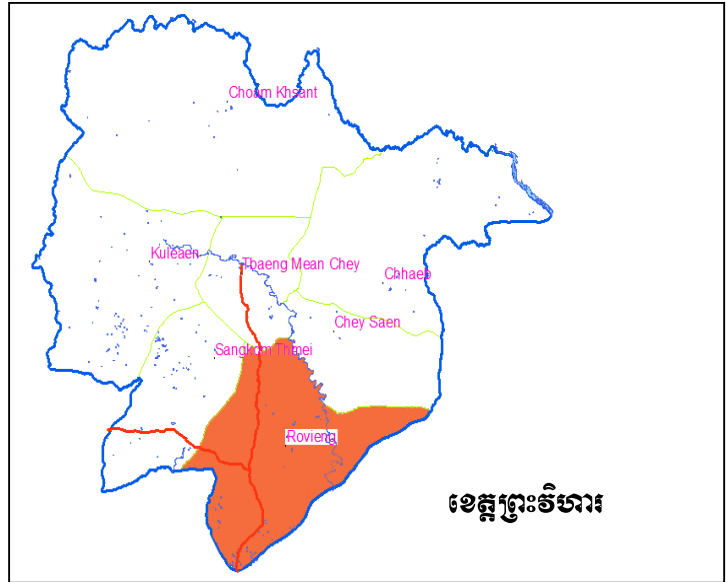 Choam Khsant
Kuleaen
Tbaeng Mean Chey
Chhaeb
Chey Saen
Sangkom Thmei
Rovieng
ខេត្តព្រះវិហារ